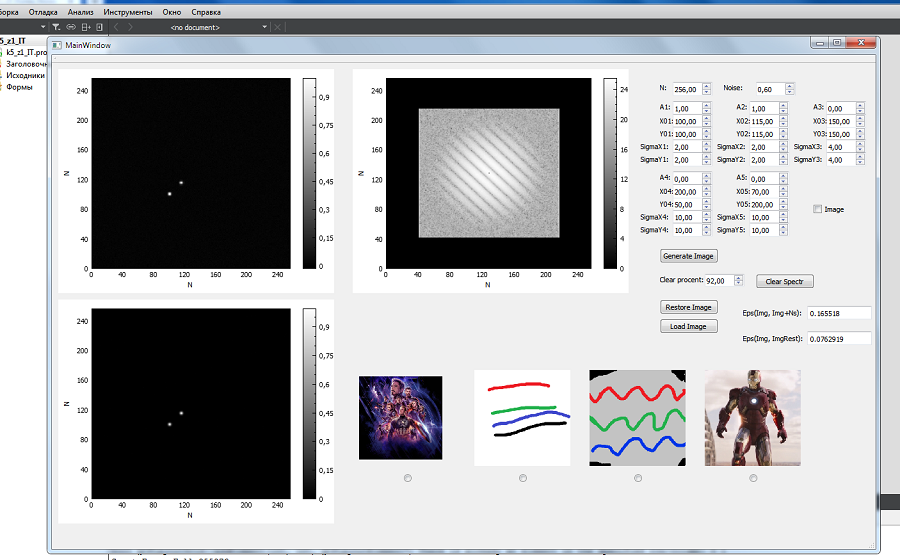 борка Отладка Анализ Инструменты Окно Справка
<no document>
k5_z1_IT
k5_z1_IT.pro
Заголовочн
Исходники
Формы
MainWindow
240
200
160
120
80
40
0
N
0 40 80 120 160 200 240
N
0,9
0,75
0,6
0,45
0,3
0,15
0
240
200
160
120
80
40
0
N
0 40 80 120 160 200 240
N
24
20
16
12
8
4
0
240
200
160
120
80
40
0
N
0 40 80 120 160 200 240
N
0,9
0,75
0,6
0,45
0,3
0,15
0
N: 256,00 Noise: 0,60
A1: 1,00 A2: 1,00 A3: 0,00
X01: 100,00 X02: 115,00 X03: 150,00
Y01: 100,00 Y02: 115,00 Y03: 150,00
SigmaX1: 2,00 SigmaX2: 2,00 SigmaX3: 4,00
SigmaY1: 2,00 SigmaY2: 2,00 SigmaY3: 4,00
A4: 0,00 A5: 0,00
X04: 200,00 X05: 70,00
Y04: 50,00 Y05: 200,00
Image
SigmaX4: 10,00 SigmaX5: 10,00
SigmaY4: 10,00 SigmaY5: 10,00
Generate Image
Clear procent: 92,00 Clear Spectr
Restore Image
Eps(Img, Img+Ns): 0.165518
Load Image
Eps(Img, ImgRest): 0.0762919